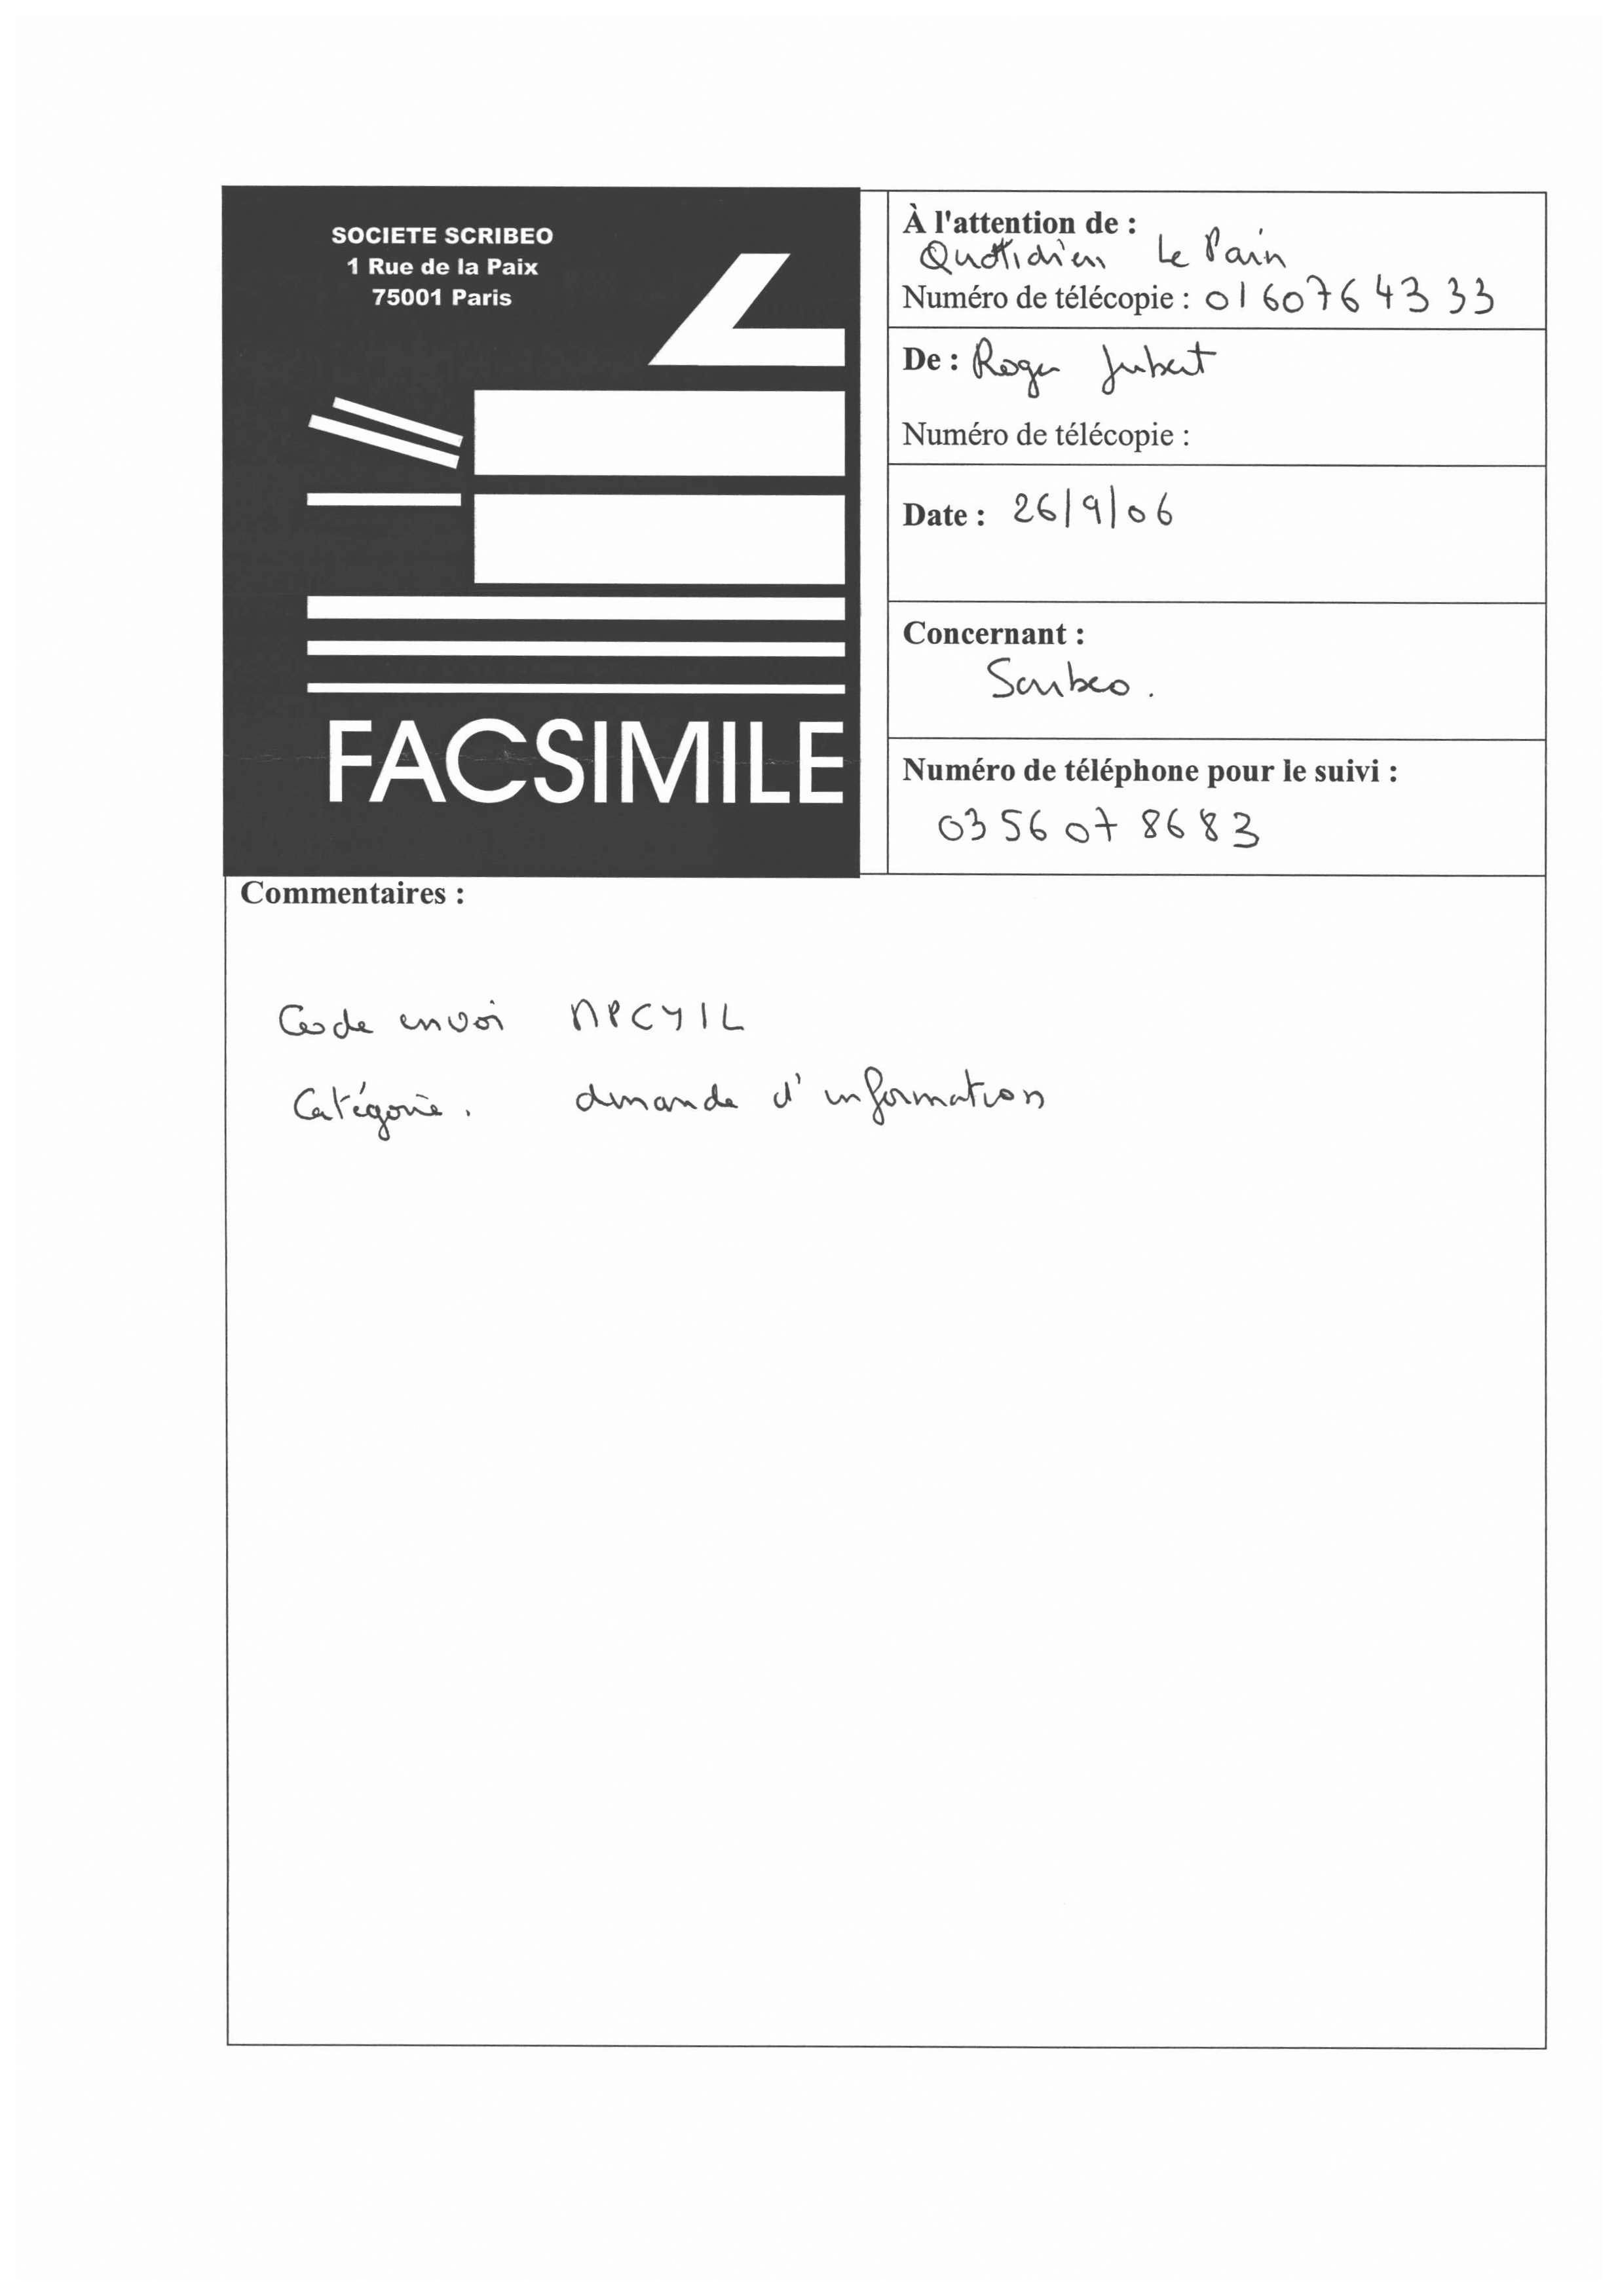 SOCIETE SCRIBEO
1 Rue de la Paix
75001 Paris
FACSIMILE
À l'attention de :
Quotidien Le Pain
Numéro de télécopie : 01 60 76 43 33
De : Roger Jubert
Numéro de télécopie :
Date : 26/9/06
Concernant :
Scribeo.
Numéro de téléphone pour le suivi :
03 56 07 86 83
Commentaires :
Code envoi NPCYIL
Catégorie. demande d'information